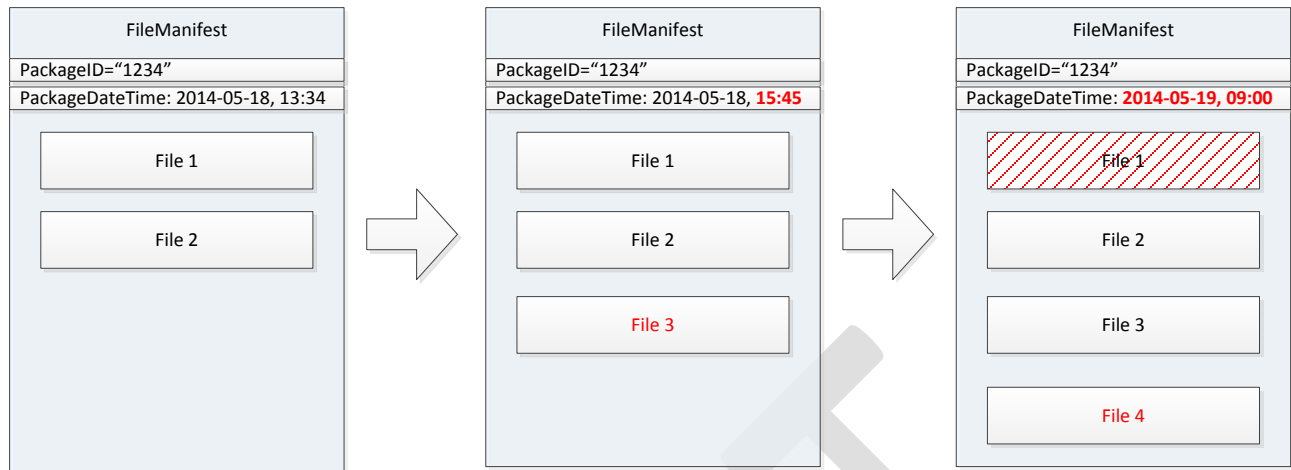 FileManifest
PackageID=“1234”
PackageDateTime: 2014-05-18, 13:34
File 1
File 2
FileManifest
PackageID=“1234”
PackageDateTime: 2014-05-18, 15:45
File 1
File 2
File 3
FileManifest
PackageID=“1234”
PackageDateTime: 2014-05-19, 09:00
File 1
File 2
File 3
File 4